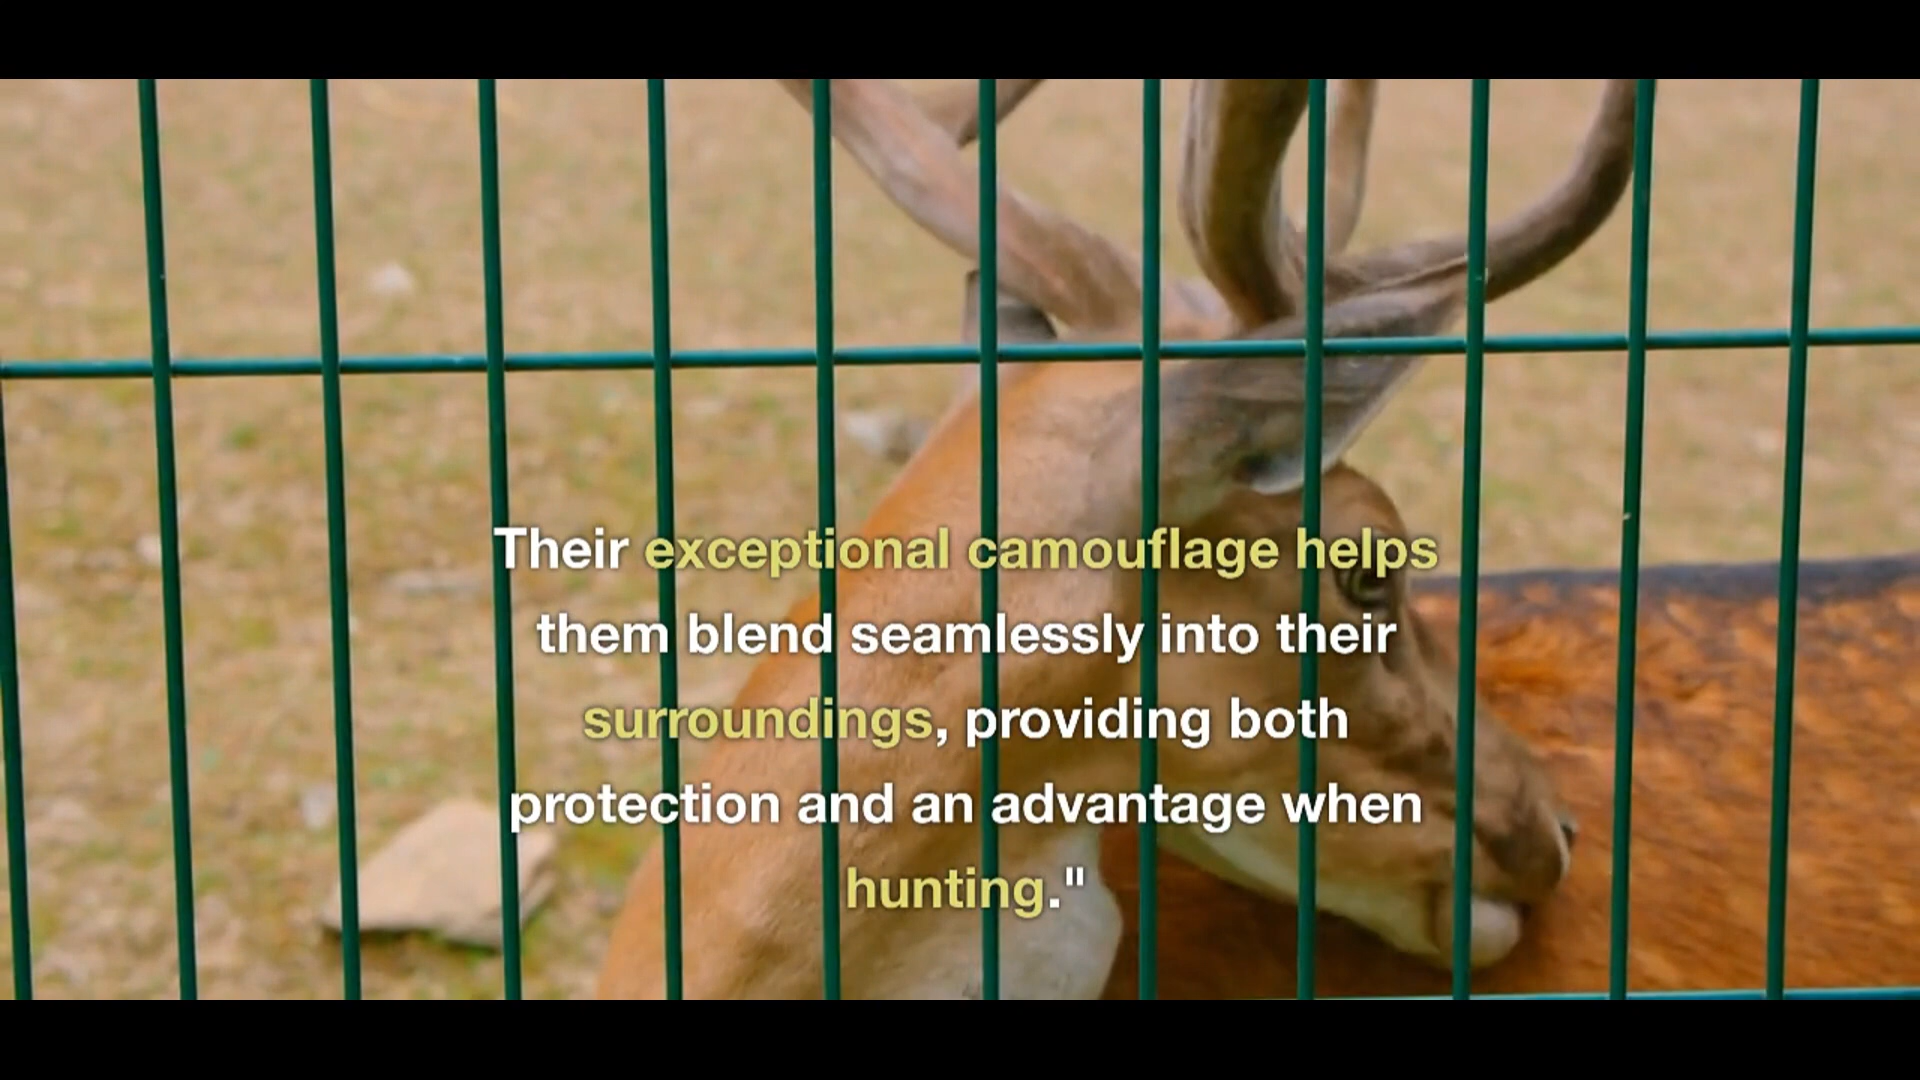 Their exceptional camouflage helps
them blend seamlessly into their
surroundings, providing both
protection and an advantage when
hunting."